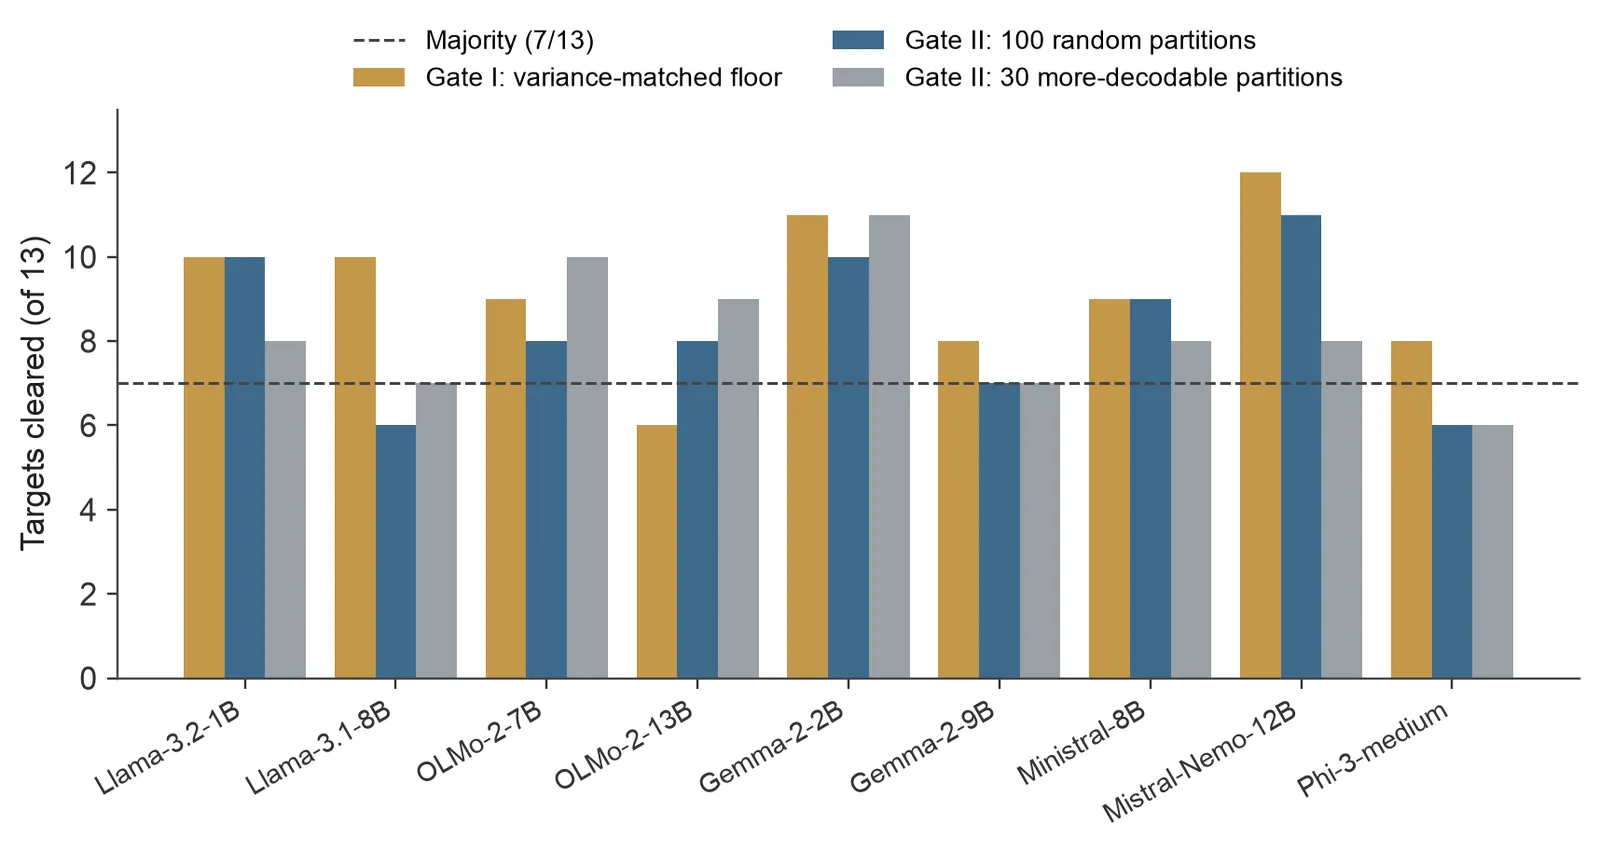 Majority (7/13)
Gate I: variance-matched floor
Gate II: 100 random partitions
Gate II: 30 more-decodable partitions
Targets cleared (of 13)
12
10
8
6
4
2
0
Llama-3.2-1B
Llama-3.1-8B
OLMo-2-7B
OLMo-2-13B
Gemma-2-2B
Gemma-2-9B
Ministral-8B
Mistral-Nemo-12B
Phi-3-medium